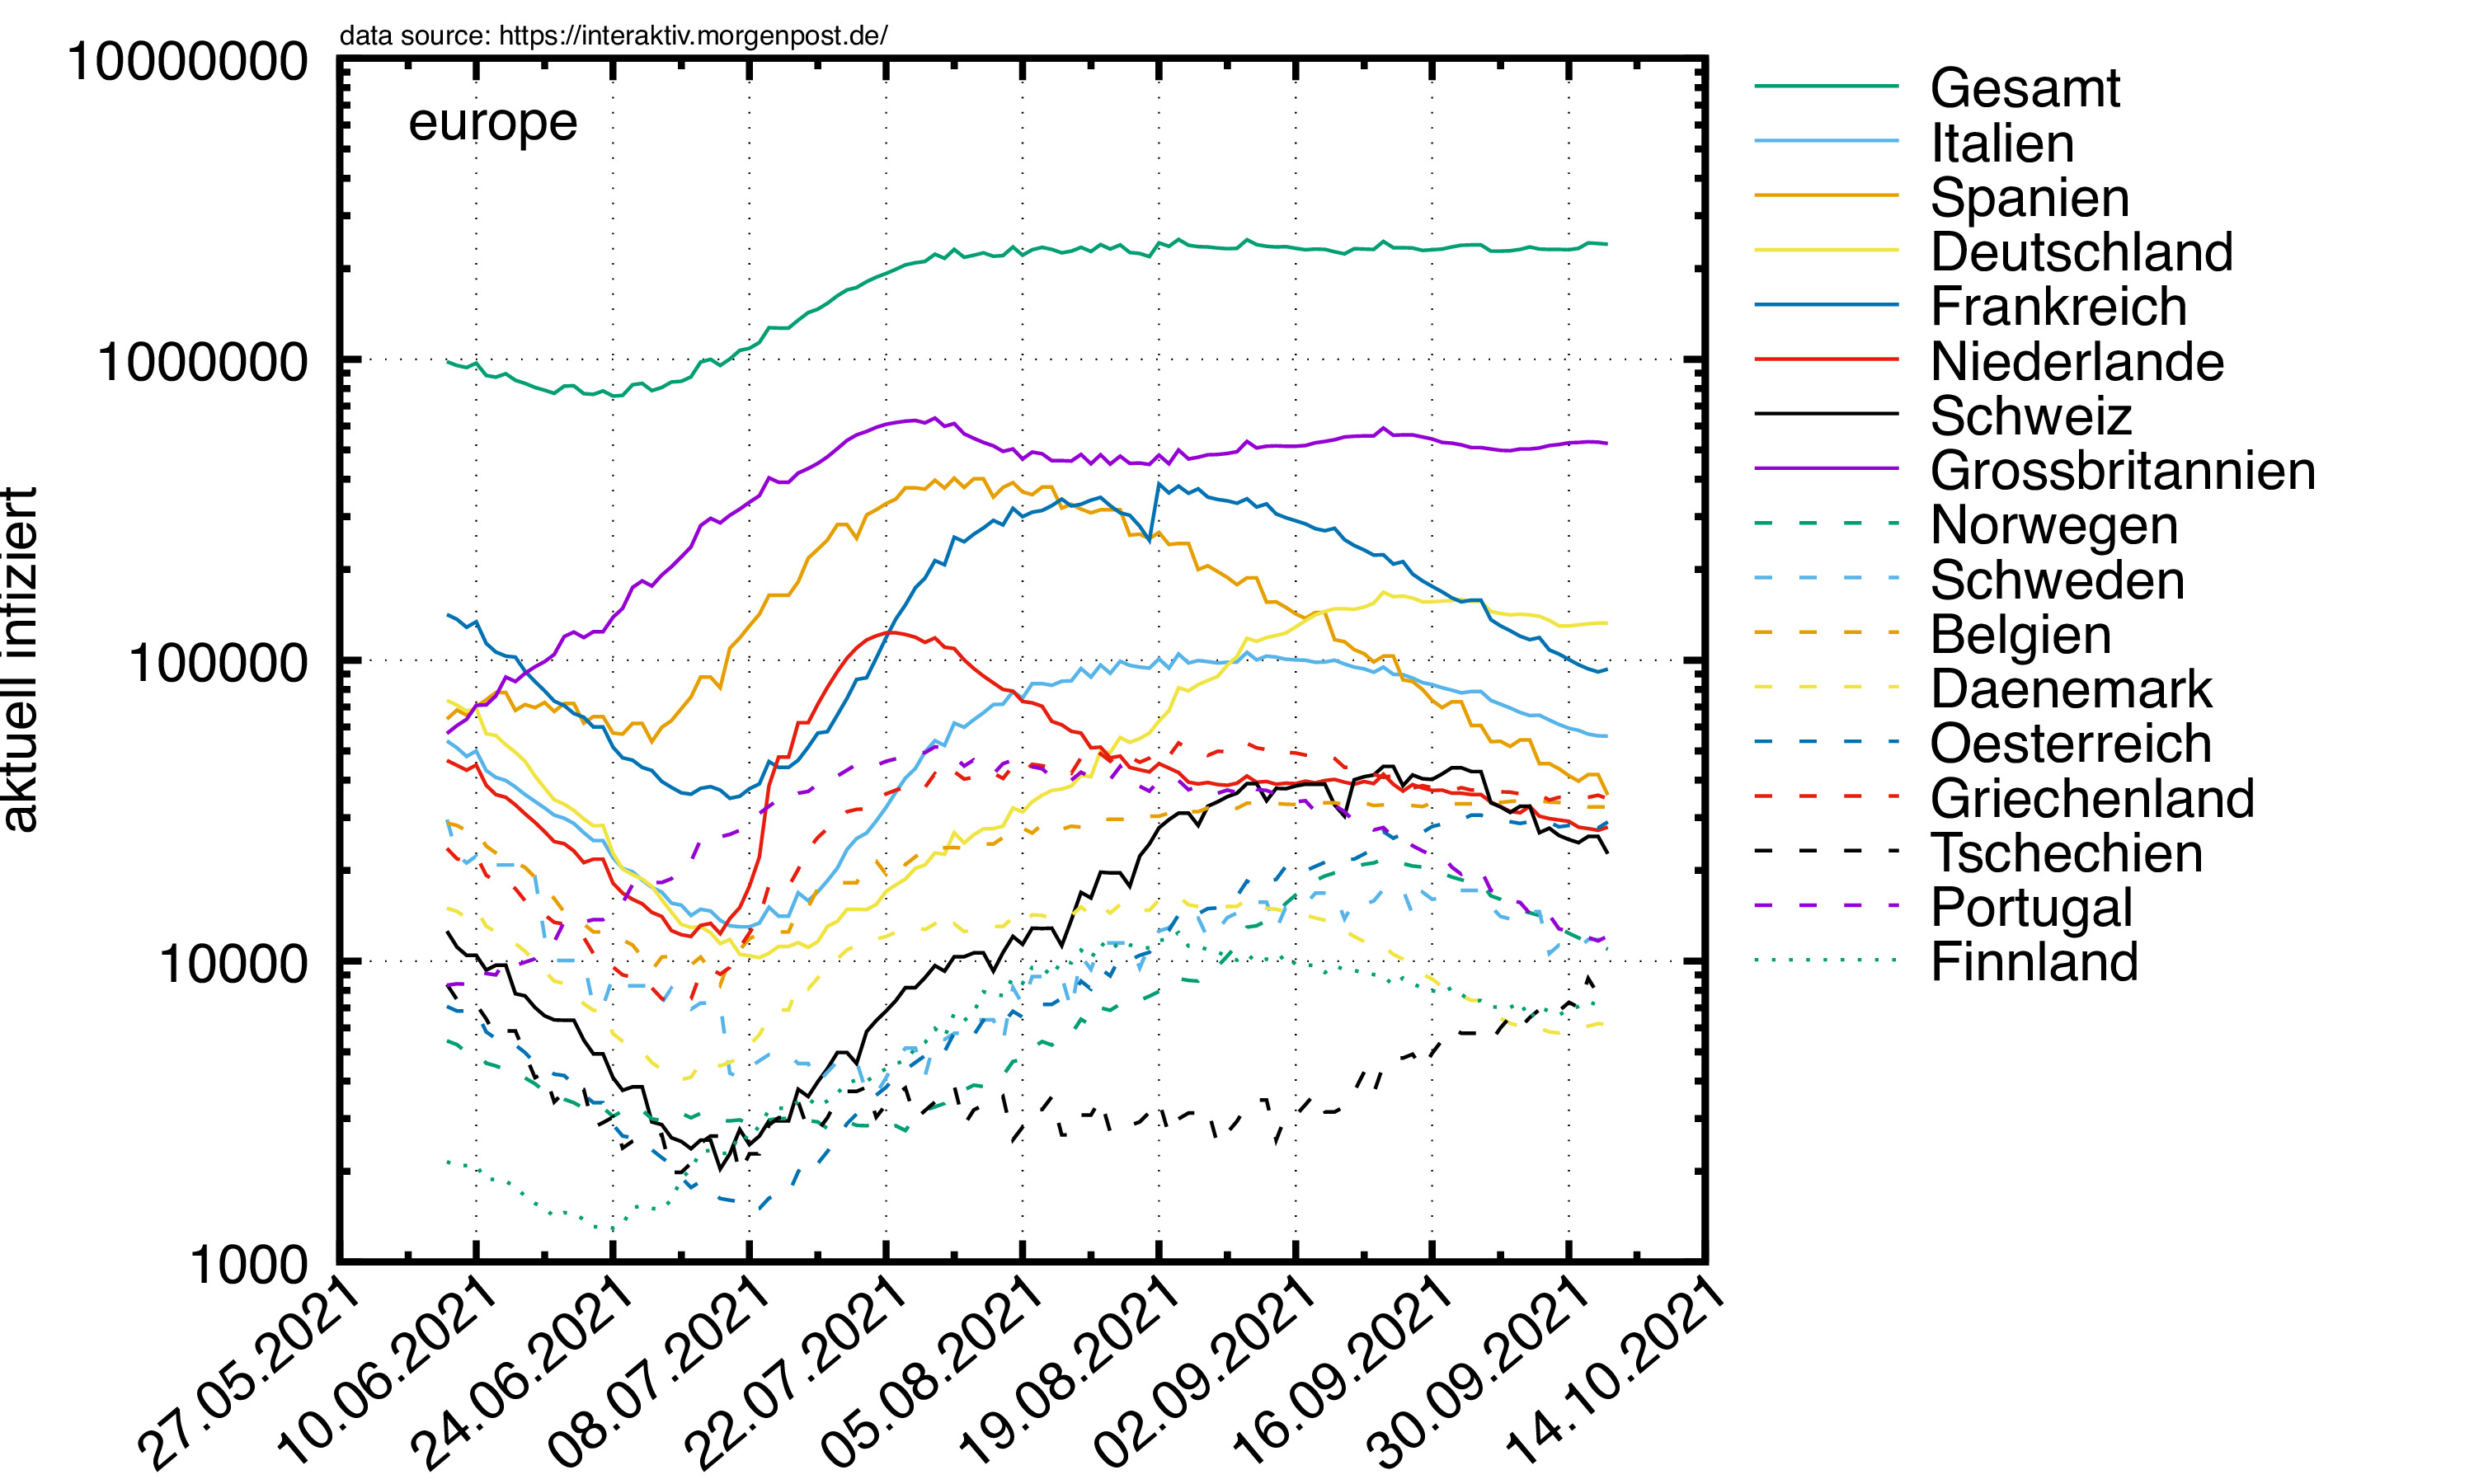 data source: https://interaktiv.morgenpost.de/
10000000
1000000
100000
10000
1000
aktuell infiziert
europe
27.05.2021
10.06.2021
24.06.2021
08.07.2021
22.07.2021
05.08.2021
19.08.2021
02.09.2021
16.09.2021
30.09.2021
14.10.2021
Gesamt
Italien
Spanien
Deutschland
Frankreich
Niederlande
Schweiz
Grossbritannien
Norwegen
Schweden
Belgien
Daenemark
Oesterreich
Griechenland
Tschechien
Portugal
Finnland